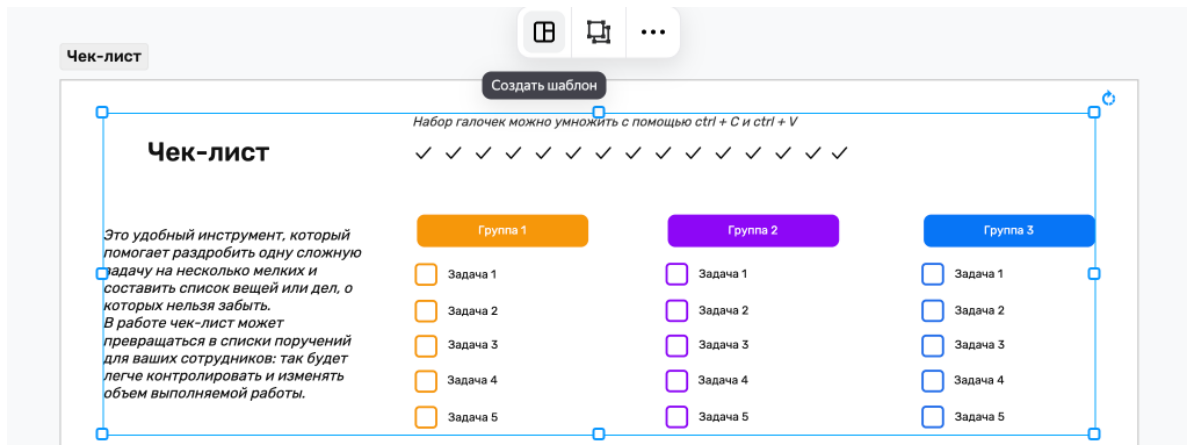 Чек-лист
Создать шаблон
Набор галочек можно умножить с помощью ctrl + C и ctrl + V
Чек-лист
Это удобный инструмент, который
помогает раздробить одну сложную
задачу на несколько мелких и
составить список вещей или дел, о
которых нельзя забыть.
В работе чек-лист может
превращаться в списки поручений
для ваших сотрудников: так будет
легче контролировать и изменять
объем выполняемой работы.
Группа 1
Задача 1
Задача 2
Задача 3
Задача 4
Задача 5
Группа 2
Задача 1
Задача 2
Задача 3
Задача 4
Задача 5
Группа 3
Задача 1
Задача 2
Задача 3
Задача 4
Задача 5